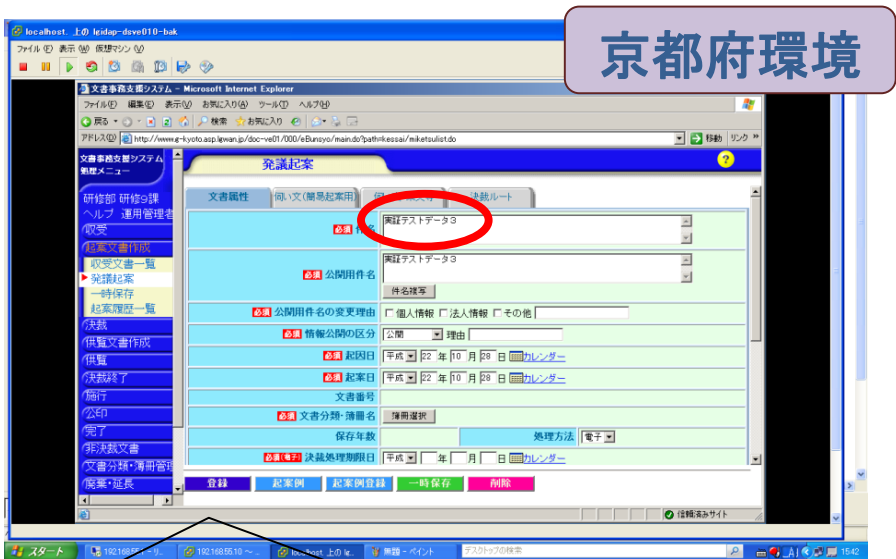 localhost. 上の lgidap-dsve010-bak
京都府環境
ファイル(F) 表示(W) 仮想マシン(V)
文書事務支援システム - Microsoft Internet Explorer
ファイル(F) 編集(E) 表示(V) お気に入り(A) ツール(T) ヘルプ(H)
戻る 検索 お気に入り
アドレス(D) http://www.e-kyoto.asp.lgwan.jp/doc-ve01/000/eBunsyo/main.do?path=kessai/miketsulist.do 移動 リンク »
文書事務支援システム
処理メニュー
発議起案
?
研修部 研修9課
ヘルプ 運用管理者
収受
起案文書作成
収受文書一覧
発議起案
一時保存
起案履歴一覧
決裁
供覧文書作成
供覧
決裁終了
施行
公印
完了
非決裁文書
文書分類・簿冊管理
廃棄・延長
文書属性 伺い文(簡易起案用) 決裁ルート
必須 件名 実証テストデータ3
必須 公開用件名 実証テストデータ3
件名複写
必須 公開用件名の変更理由 個人情報 法人情報 その他
必須 情報公開の区分 公開 理由
必須 起因日 平成 22 年 10 月 28 日 カレンダー
必須 起案日 平成 22 年 10 月 28 日 カレンダー
文書番号
必須 文書分類・簿冊名 簿冊選択
保存年数 処理方法 電子
必須(電子) 決裁処理期限日 平成 年 月 日 カレンダー
登録 起案例 起案例登録 一時保存 削除
信頼済みサイト
スタート 192.168.55.10 ～ localhost. 上の 無題 - ペイント デスクトップの検索 15:42